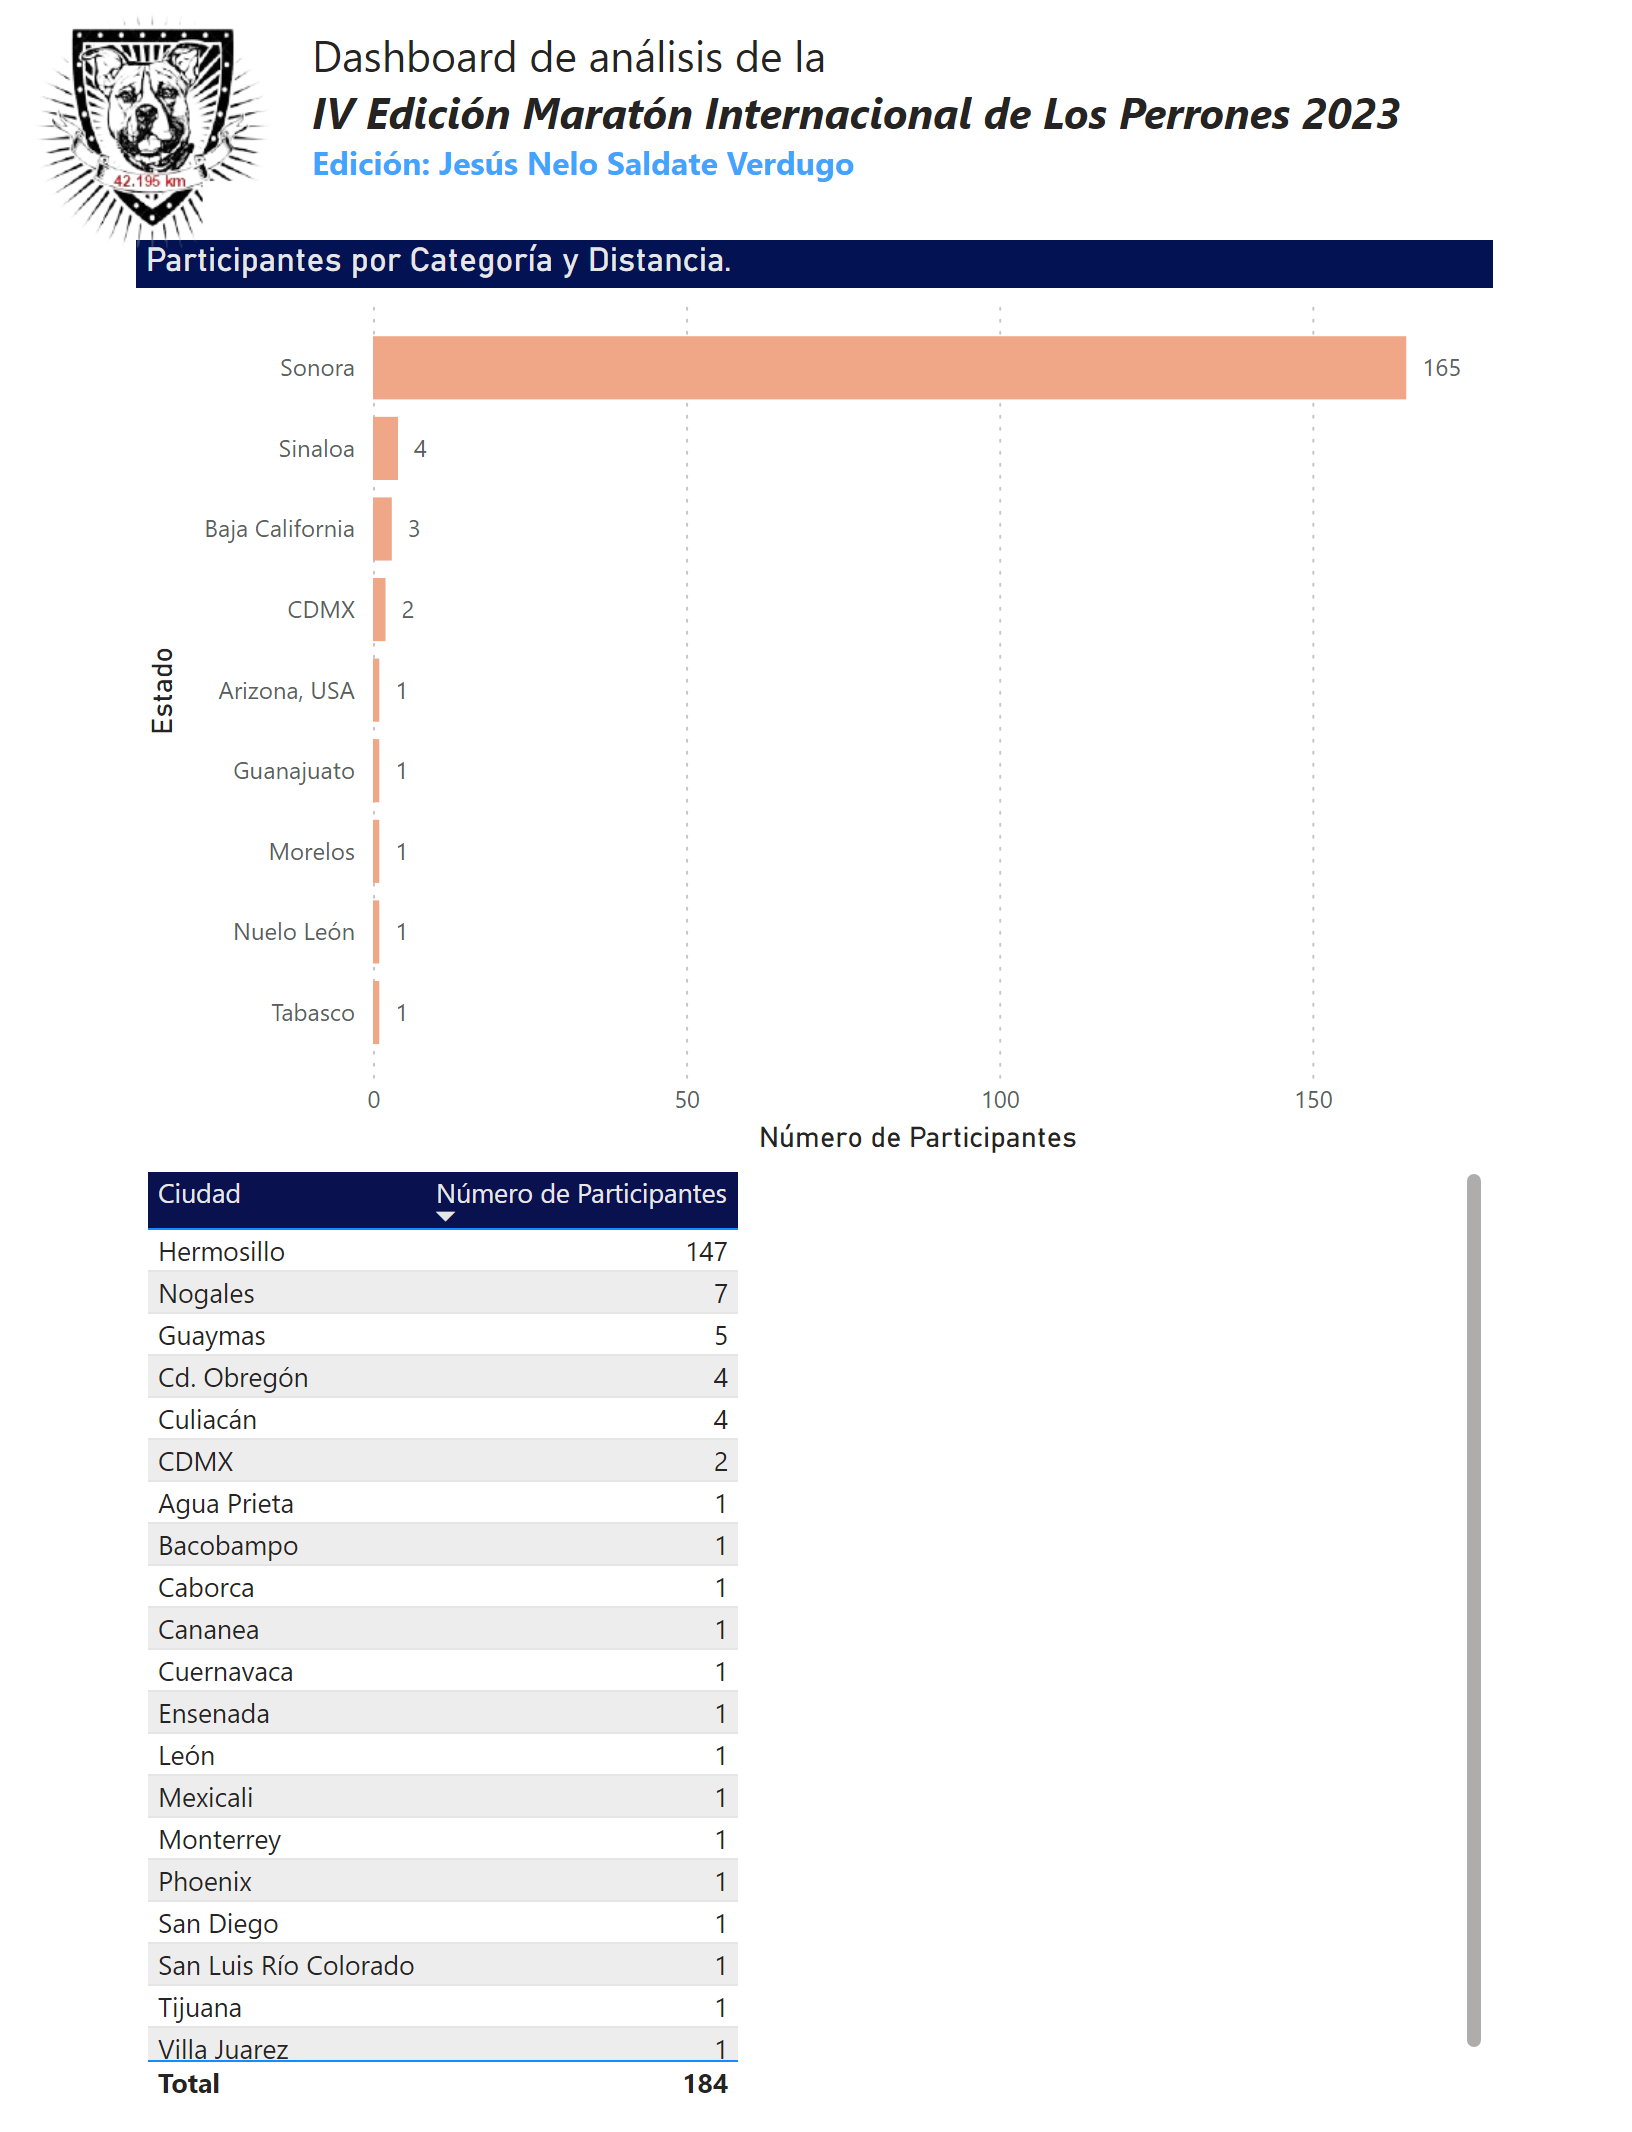 Dashboard de análisis de la
IV Edición Maratón Internacional de Los Perrones 2023
Edición: Jesús Nelo Saldate Verdugo
42.195 km
Participantes por Categoría y Distancia.
Estado
Sonora 165
Sinaloa 4
Baja California 3
CDMX 2
Arizona, USA 1
Guanajuato 1
Morelos 1
Nuelo León 1
Tabasco 1
0 50 100 150
Número de Participantes
Ciudad Número de Participantes
Hermosillo 147
Nogales 7
Guaymas 5
Cd. Obregón 4
Culiacán 4
CDMX 2
Agua Prieta 1
Bacobampo 1
Caborca 1
Cananea 1
Cuernavaca 1
Ensenada 1
León 1
Mexicali 1
Monterrey 1
Phoenix 1
San Diego 1
San Luis Río Colorado 1
Tijuana 1
Villa Juarez 1
Total 184